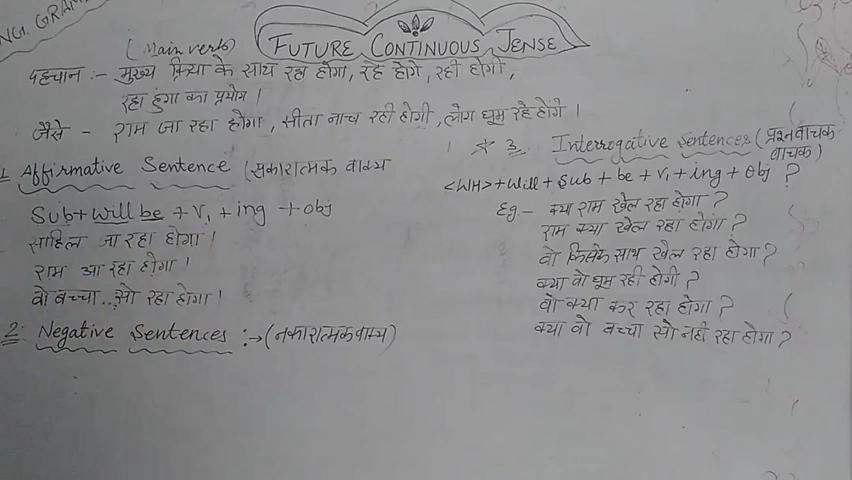 ENG. GRAM
FUTURE CONTINUOUS TENSE
(Main verb)
पहचान :- मुख्य क्रिया के साथ रहा होगा, रहे होगें, रही होगी,
रहा हुंगा का प्रयोग।
जैसे - राम जा रहा होगा, सीता नाच रही होगी, लोग घूम रहे होगे।
1 Affirmative Sentence (सकारात्मक वाक्य
Sub + will be + V₁ + ing + obj
साहिल जा रहा होगा।
राम आ रहा होगा।
वो बच्चा.. सो रहा होगा।
2: Negative Sentences :→ (नकारात्मक वाक्य)
* 3 Interrogative Sentences (प्रश्नवाचक
वाचक)
<WH> + will + Sub + be + V₁ + ing + Obj ?
Eg - क्या राम खेल रहा होगा?
राम क्या खेल रहा होगा?
वो किसके साथ खेल रहा होगा?
क्या वो घूम रही होगी?
वो क्या कर रहा होगा?
क्या वो बच्चा सो नही रहा होगा?